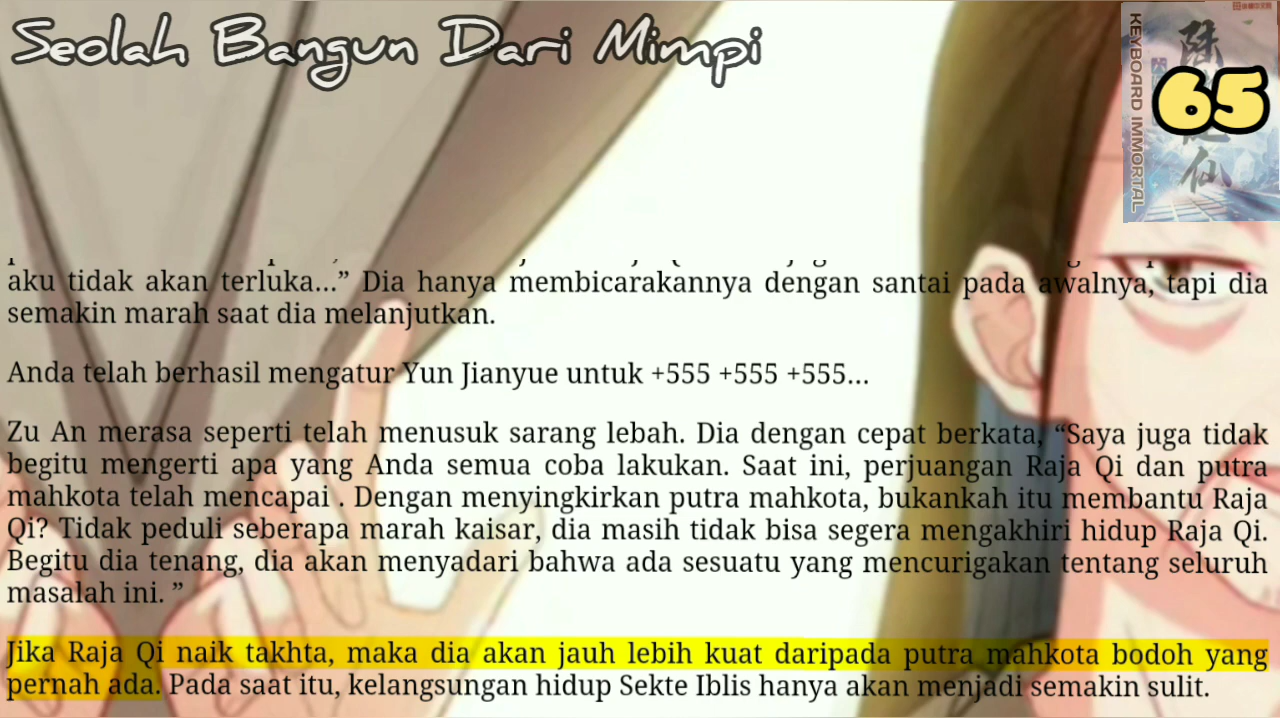 Seolah Bangun Dari Mimpi
KEYBOARD IMMORTAL
65
aku tidak akan terluka...” Dia hanya membicarakannya dengan santai pada awalnya, tapi dia
semakin marah saat dia melanjutkan.
Anda telah berhasil mengatur Yun Jianyue untuk +555 +555 +555...
Zu An merasa seperti telah menusuk sarang lebah. Dia dengan cepat berkata, “Saya juga tidak
begitu mengerti apa yang Anda semua coba lakukan. Saat ini, perjuangan Raja Qi dan putra
mahkota telah mencapai . Dengan menyingkirkan putra mahkota, bukankah itu membantu Raja
Qi? Tidak peduli seberapa marah kaisar, dia masih tidak bisa segera mengakhiri hidup Raja Qi.
Begitu dia tenang, dia akan menyadari bahwa ada sesuatu yang mencurigakan tentang seluruh
masalah ini. ”
Jika Raja Qi naik takhta, maka dia akan jauh lebih kuat daripada putra mahkota bodoh yang
pernah ada. Pada saat itu, kelangsungan hidup Sekte Iblis hanya akan menjadi semakin sulit.